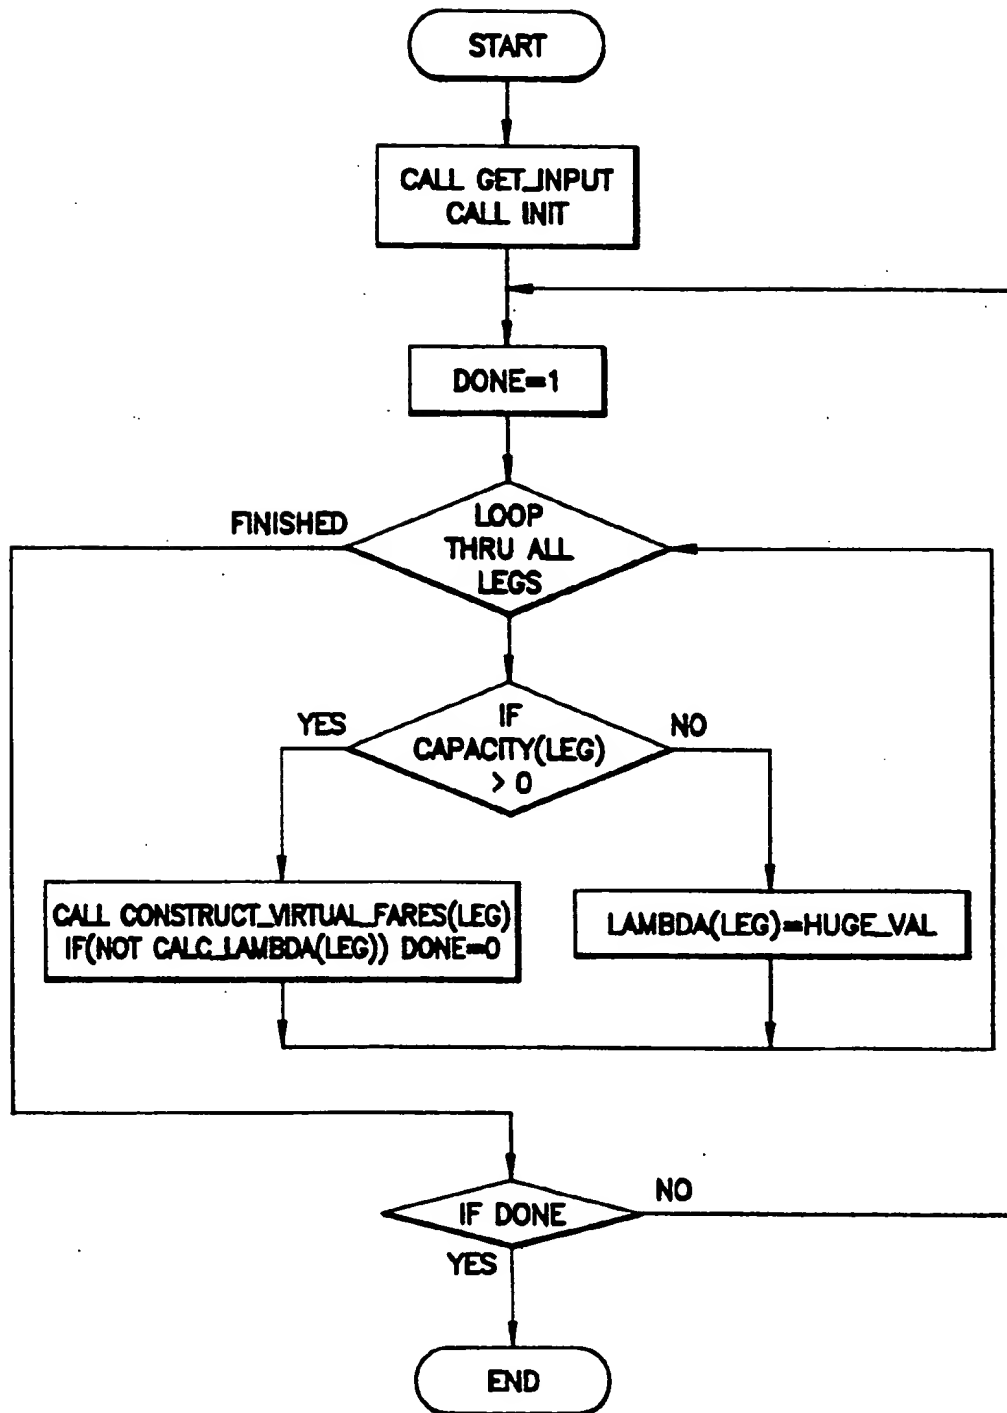 START
CALL GET_INPUT
CALL INIT
DONE=1
FINISHED
LOOP
THRU ALL
LEGS
YES
IF
CAPACITY(LEG)
> 0
NO
CALL CONSTRUCT_VIRTUAL_FARES(LEG)
IF(NOT CALC_LAMBDA(LEG)) DONE=0
LAMBDA(LEG)=HUGE_VAL
IF DONE
NO
YES
END